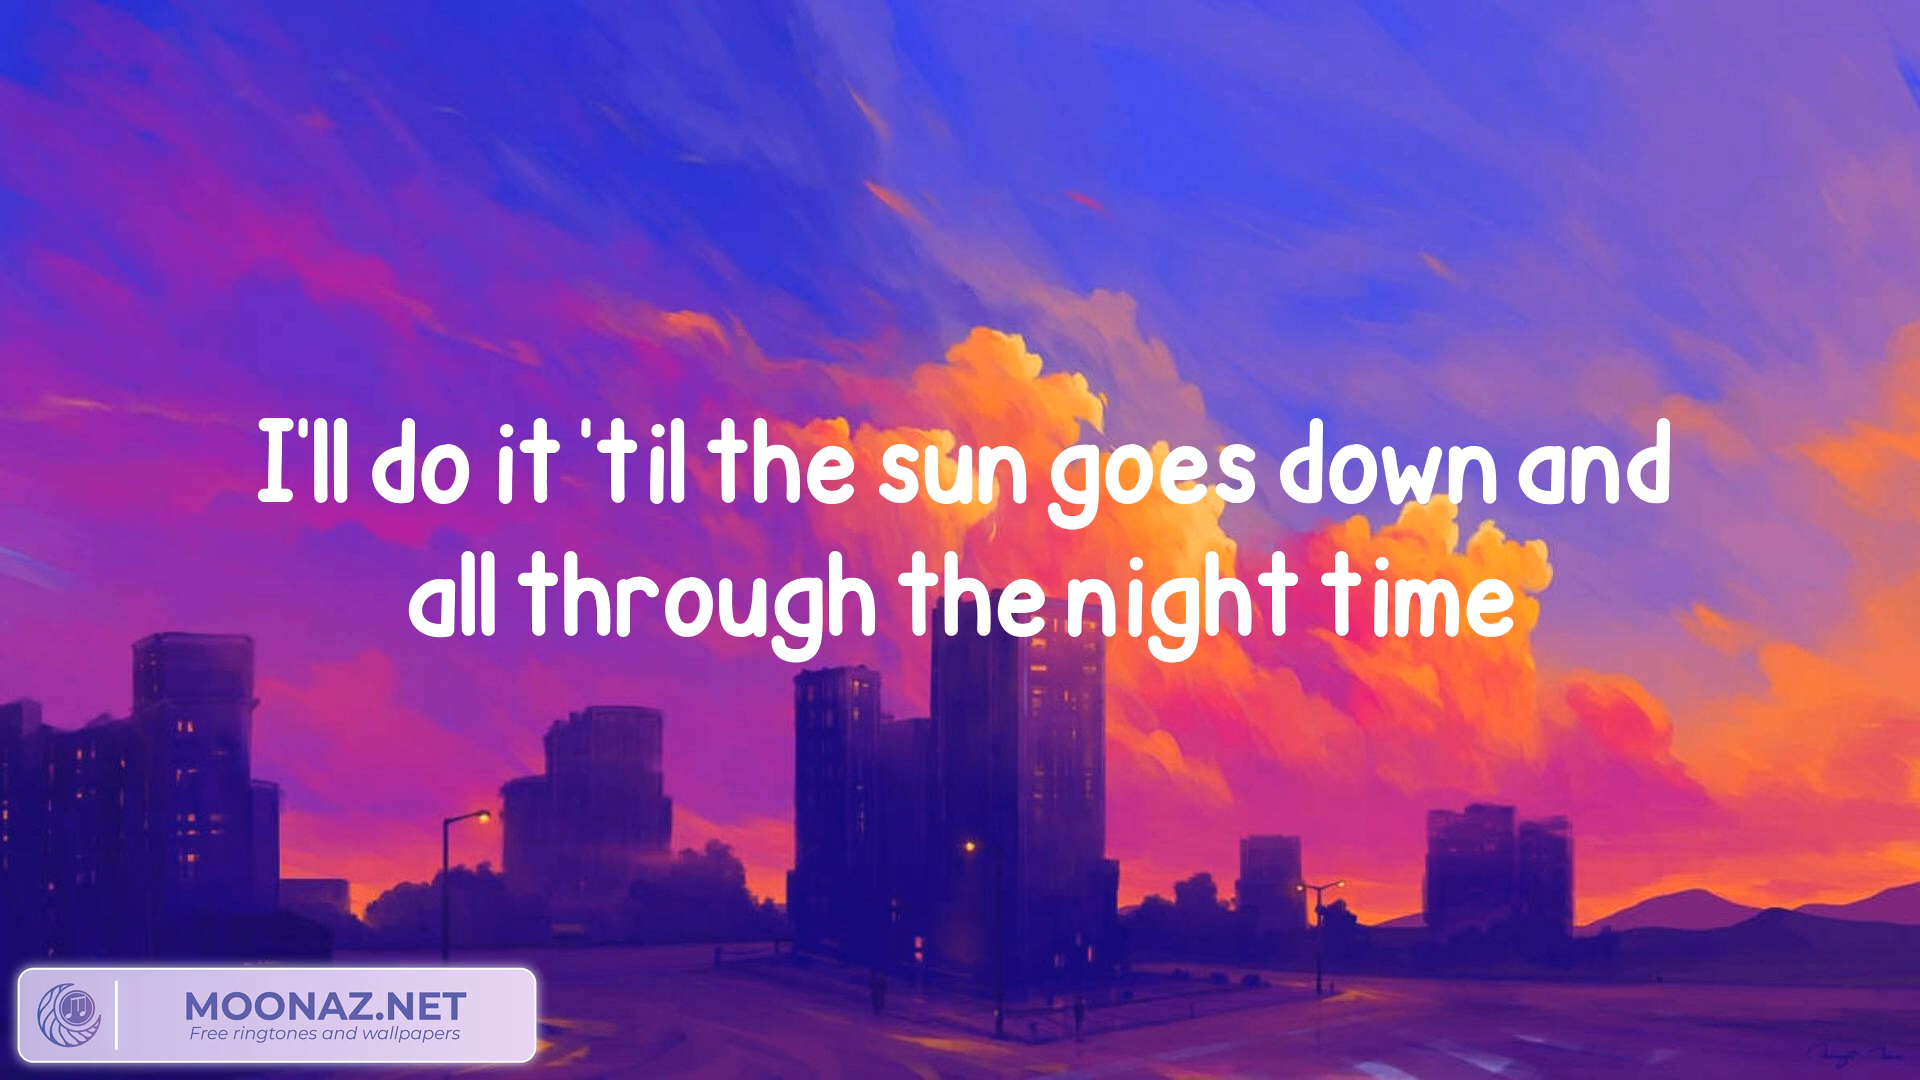 I'll do it 'til the sun goes down and
all through the night time
MOONAZ.NET
Free ringtones and wallpapers